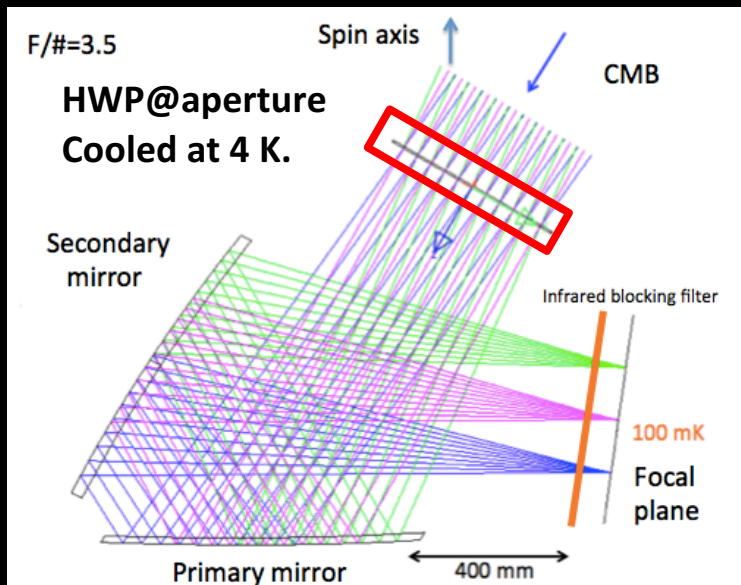 F/#=3.5
Spin axis
CMB
HWP@aperture
Cooled at 4 K.
Secondary
mirror
Infrared blocking filter
100 mK
Focal
plane
400 mm
Primary mirror